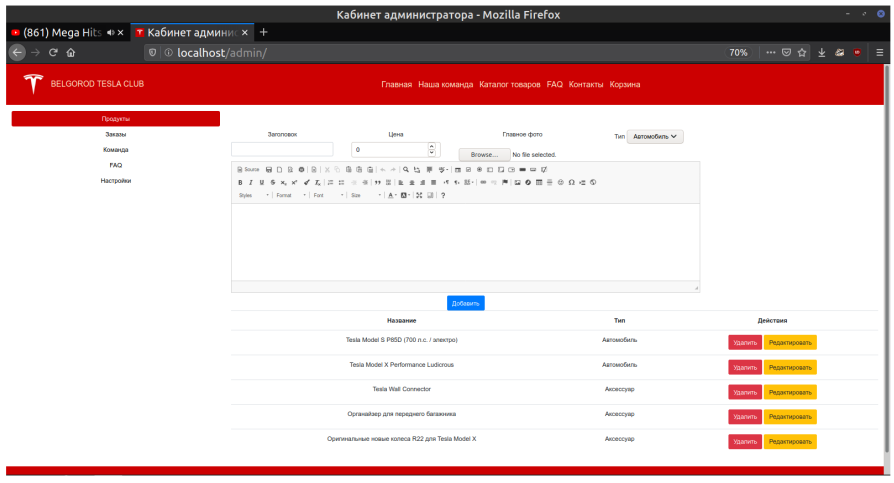 Кабинет администратора - Mozilla Firefox
(861) Mega Hits
Кабинет админис
localhost/admin/
70%
BELGOROD TESLA CLUB
Главная Наша команда Каталог товаров FAQ Контакты Корзина
Продукты
Заказы
Команда
FAQ
Настройки
Заголовок Цена Главное фото Тип Автомобиль
0
Browse... No file selected.
Source
Styles Format Font Size
Добавить
Название Тип Действия
Tesla Model S P85D (700 л.с. / электро) Автомобиль Удалить Редактировать
Tesla Model X Performance Ludicrous Автомобиль Удалить Редактировать
Tesla Wall Connector Аксессуар Удалить Редактировать
Органайзер для переднего багажника Аксессуар Удалить Редактировать
Оригинальные новые колеса R22 для Tesla Model X Аксессуар Удалить Редактировать